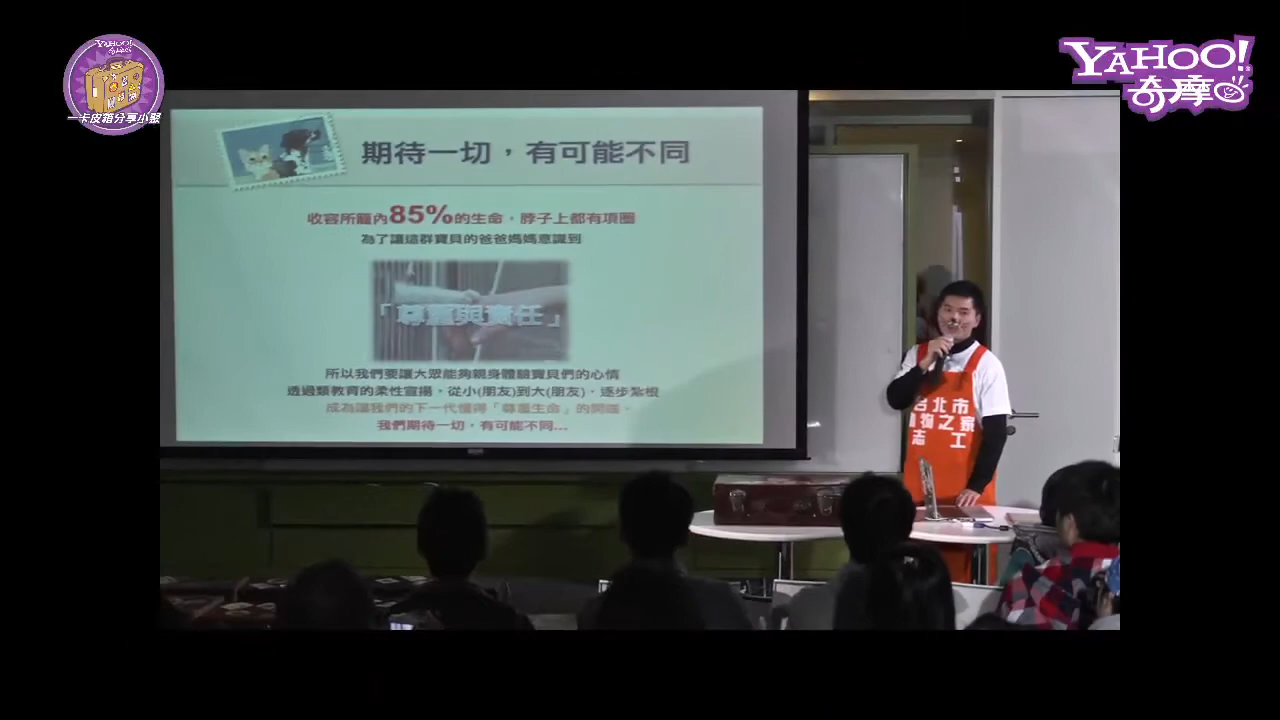 YAHOO!
奇摩
一卡皮箱分享小聚
YAHOO!
奇摩
期待一切，有可能不同
收容所籠內85%的生命，脖子上都有項圈
為了讓這群寶貝的爸爸媽媽意識到
「尊重與責任」
所以我們要讓大眾能夠親身體驗寶貝們的心情
透過類教育的柔性宣揚，從小(朋友)到大(朋友)，逐步紮根
成為讓我們的下一代懂得「尊重生命」的開端。
我們期待一切，有可能不同...
台北市
動物之家
志工